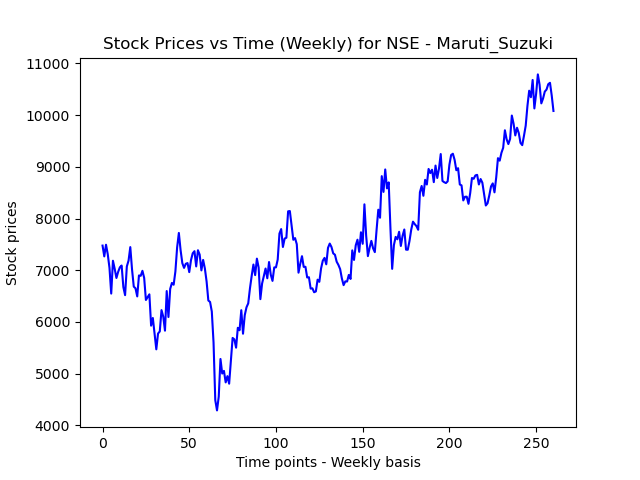 Stock Prices vs Time (Weekly) for NSE - Maruti_Suzuki
11000
10000
9000
8000
7000
6000
5000
4000
Stock prices
0 50 100 150 200 250
Time points - Weekly basis